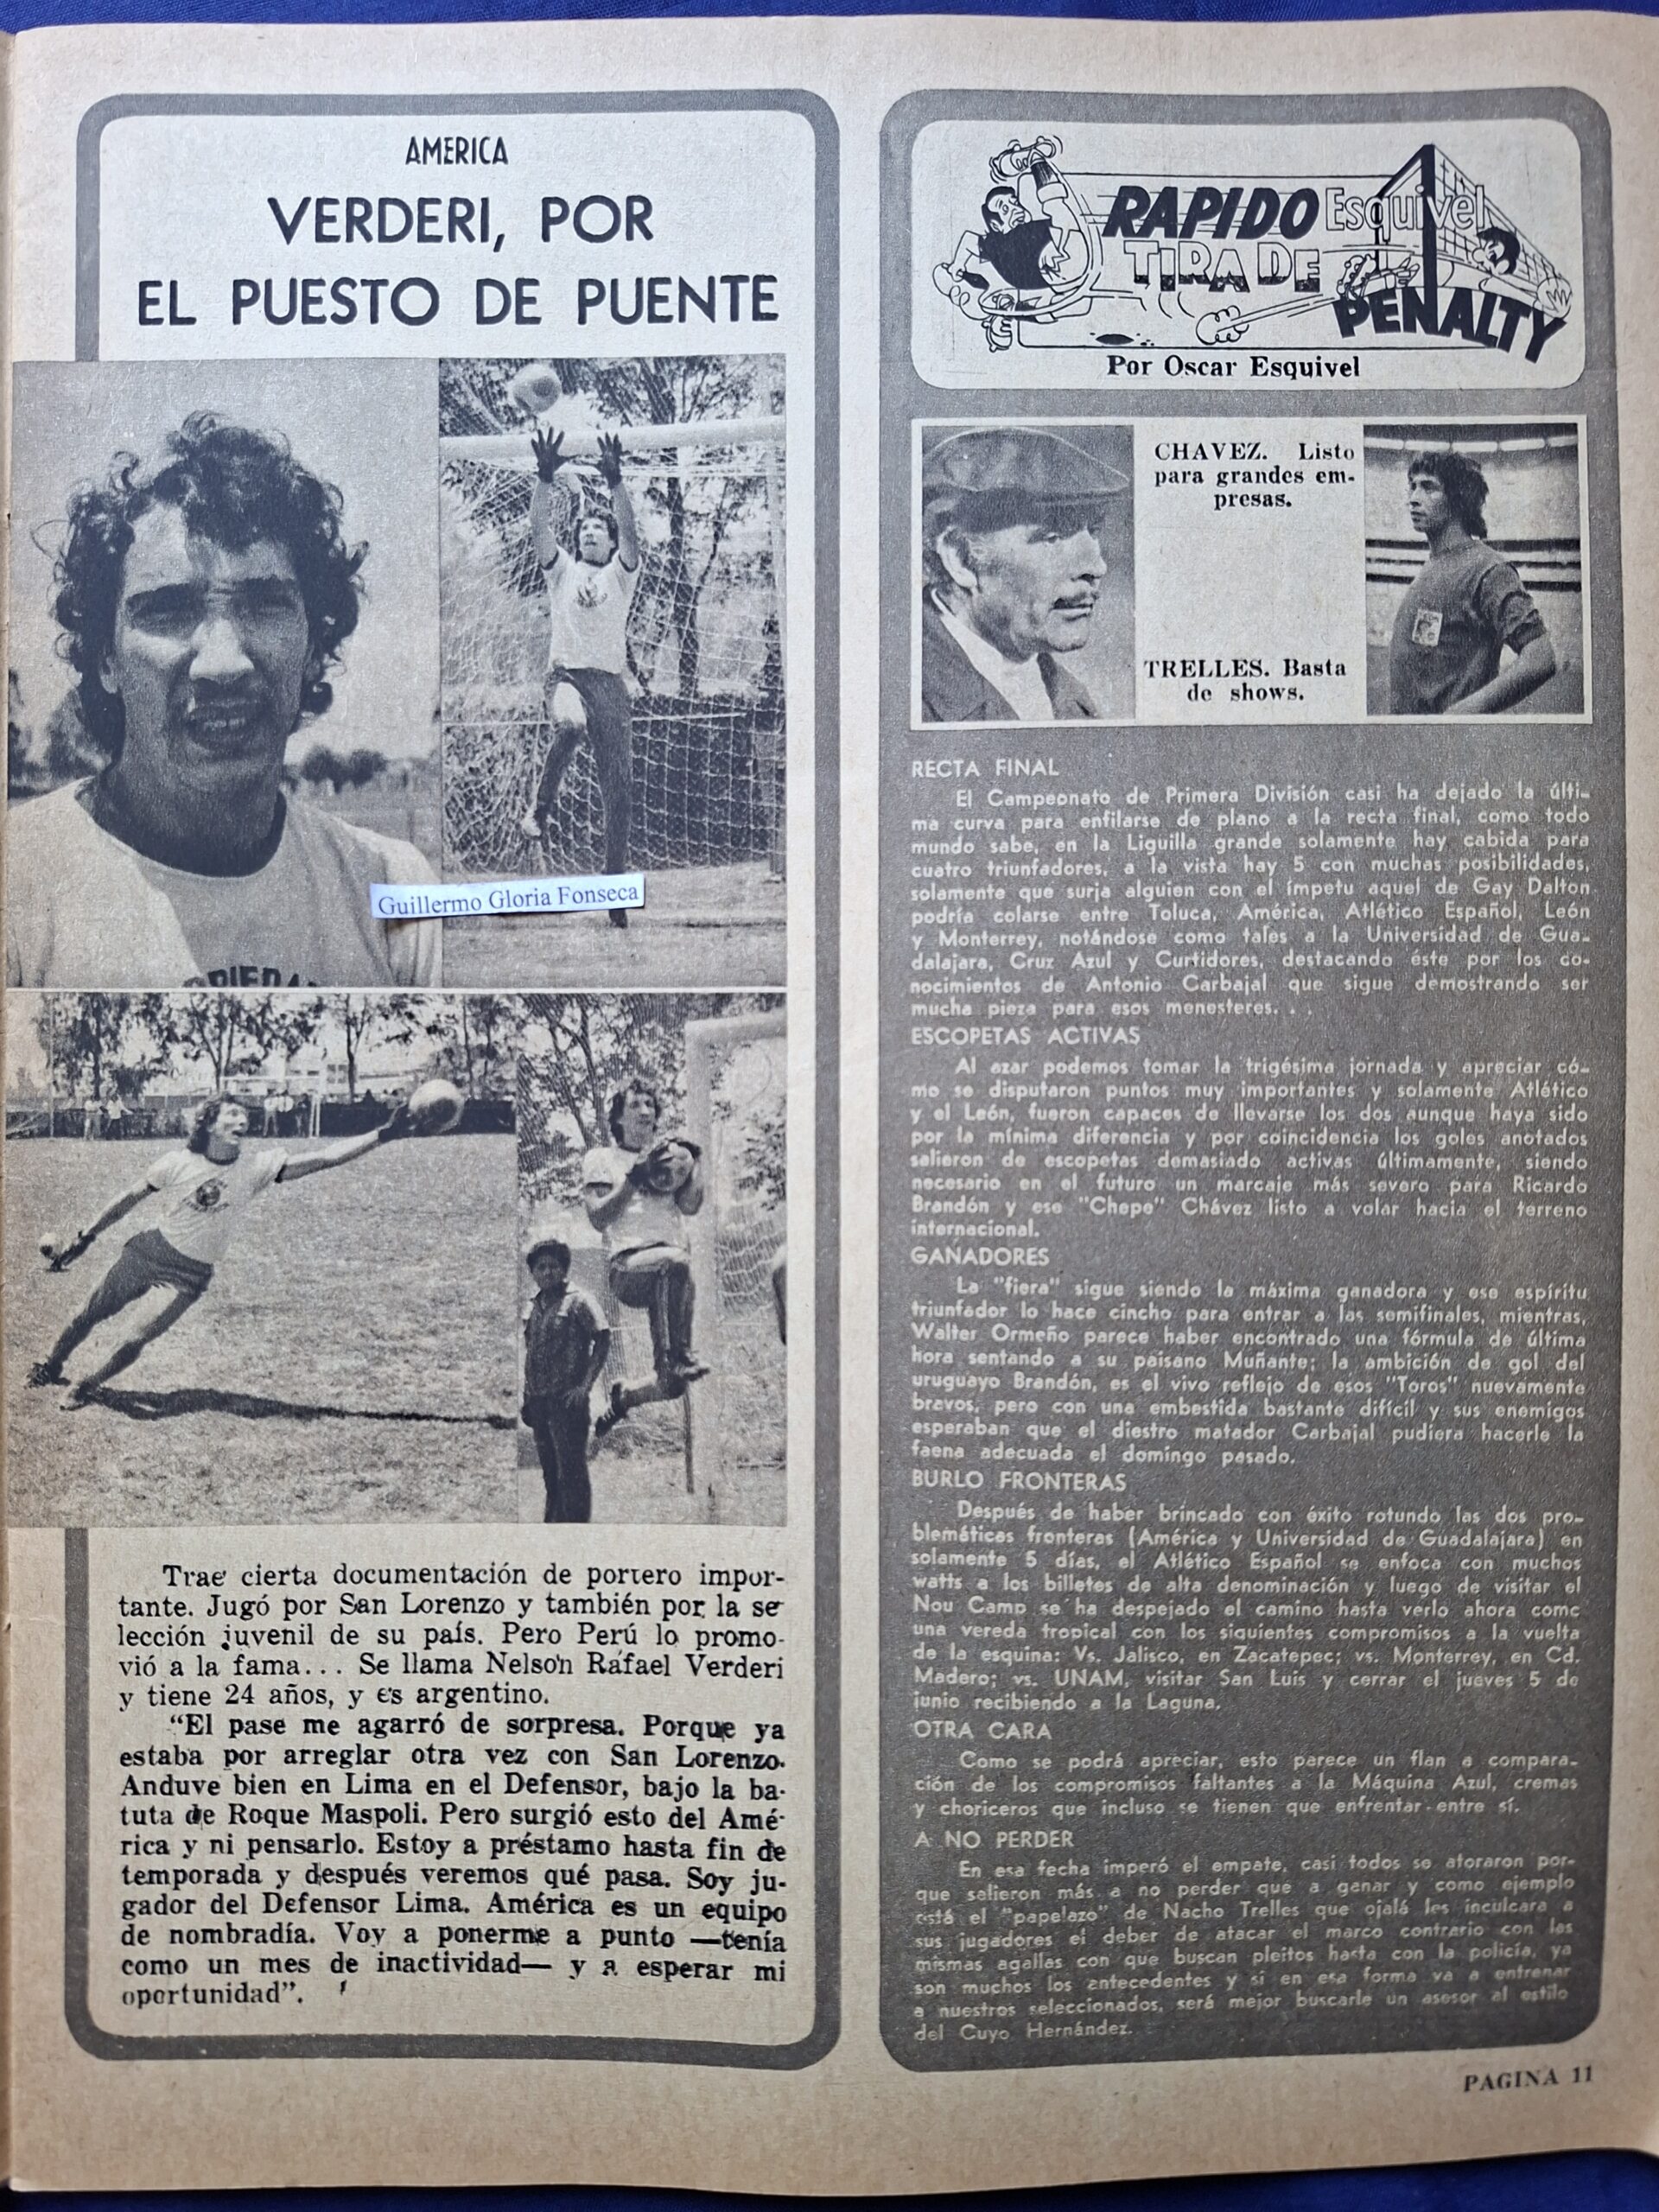 AMERICA
VERDERI, POR
EL PUESTO DE PUENTE
Guillermo Gloria Fonseca
Trae cierta documentación de portero impor-
tante. Jugó por San Lorenzo y también por la se
lección juvenil de su país. Pero Perú lo promo-
vió a la fama... Se llama Nelson Rafael Verderi
y tiene 24 años, y es argentino.
"El pase me agarró de sorpresa. Porque ya
estaba por arreglar otra vez con San Lorenzo.
Anduve bien en Lima en el Defensor, bajo la ba-
tuta de Roque Maspoli. Pero surgió esto del Amé-
rica y ni pensarlo. Estoy a préstamo hasta fin de
temporada y después veremos qué pasa. Soy ju-
gador del Defensor Lima. América es un equipo
de nombradía. Voy a ponerme a punto —tenía
como un mes de inactividad— y a esperar mi
oportunidad".
RAPIDO Esquivel
TIRA DE
PENALTY
Por Oscar Esquivel
CHAVEZ. Listo
para grandes em-
presas.
TRELLES. Basta
de shows.
RECTA FINAL
El Campeonato de Primera División casi ha dejado la últi-
ma curva para enfilarse de plano a la recta final, como todo
mundo sabe, en la Liguilla grande solamente hay cabida para
cuatro triunfadores, a la vista hay 5 con muchas posibilidades,
solamente que surja alguien con el ímpetu aquel de Gay Dalton
podría colarse entre Toluca, América, Atlético Español, León
y Monterrey, notándose como tales a la Universidad de Gua-
dalajara, Cruz Azul y Curtidores, destacando éste por los co-
nocimientos de Antonio Carbajal que sigue demostrando ser
mucha pieza para esos menesteres. . .
ESCOPETAS ACTIVAS
Al azar podemos tomar la trigésima jornada y apreciar có-
mo se disputaron puntos muy importantes y solamente Atlético
y el León, fueron capaces de llevarse los dos aunque haya sido
por la mínima diferencia y por coincidencia los goles anotados
salieron de escopetas demasiado activas últimamente, siendo
necesario en el futuro un marcaje más severo para Ricardo
Brandón y ese "Chepe" Chávez listo a volar hacia el terreno
internacional.
GANADORES
La "fiera" sigue siendo la máxima ganadora y ese espíritu
triunfador lo hace cincho para entrar a las semifinales, mientras,
Walter Ormeño parece haber encontrado una fórmula de última
hora sentando a su paisano Muñante; la ambición de gol del
uruguayo Brandón, es el vivo reflejo de esos "Toros" nuevamente
bravos, pero con una embestida bastante difícil y sus enemigos
esperaban que el diestro matador Carbajal pudiera hacerle la
faena adecuada el domingo pasado.
BURLO FRONTERAS
Después de haber brincado con éxito rotundo las dos pro-
blemáticas fronteras (América y Universidad de Guadalajara) en
solamente 5 días, el Atlético Español se enfoca con muchos
watts a los billetes de alta denominación y luego de visitar el
Nou Camp se ha despejado el camino hasta verlo ahora como
una vereda tropical con los siguientes compromisos a la vuelta
de la esquina: Vs. Jalisco, en Zacatepec; vs. Monterrey, en Cd.
Madero; vs. UNAM, visitar San Luis y cerrar el jueves 5 de
junio recibiendo a la Laguna.
OTRA CARA
Como se podrá apreciar, esto parece un flan a compara-
ción de los compromisos faltantes a la Máquina Azul, cremas
y choriceros que incluso se tienen que enfrentar entre sí.
A NO PERDER
En esa fecha imperó el empate, casi todos se atoraron por-
que salieron más a no perder que a ganar y como ejemplo
está el "papelazo" de Nacho Trelles que ojalá les inculcara a
sus jugadores el deber de atacar el marco contrario con las
mismas agallas con que buscan pleitos hasta con la policía, ya
son muchos los antecedentes y si en esa forma va a entrenar
a nuestros seleccionados, será mejor buscarle un asesor al estilo
del Cuyo Hernández.
PAGINA 11